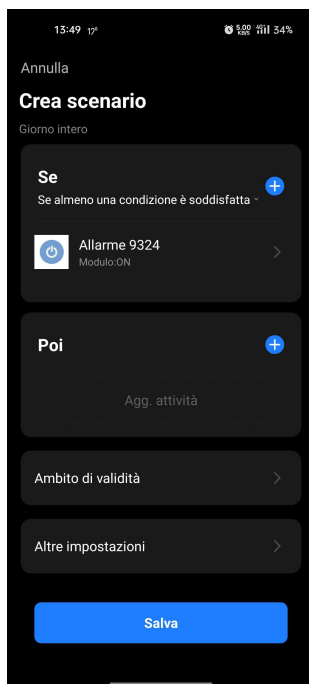 13:49 17° 5.00 KB/S 4G 34%
Annulla
Crea scenario
Giorno intero
Se
Se almeno una condizione è soddisfatta
Allarme 9324
Modulo:ON
Poi
Agg. attività
Ambito di validità
Altre impostazioni
Salva